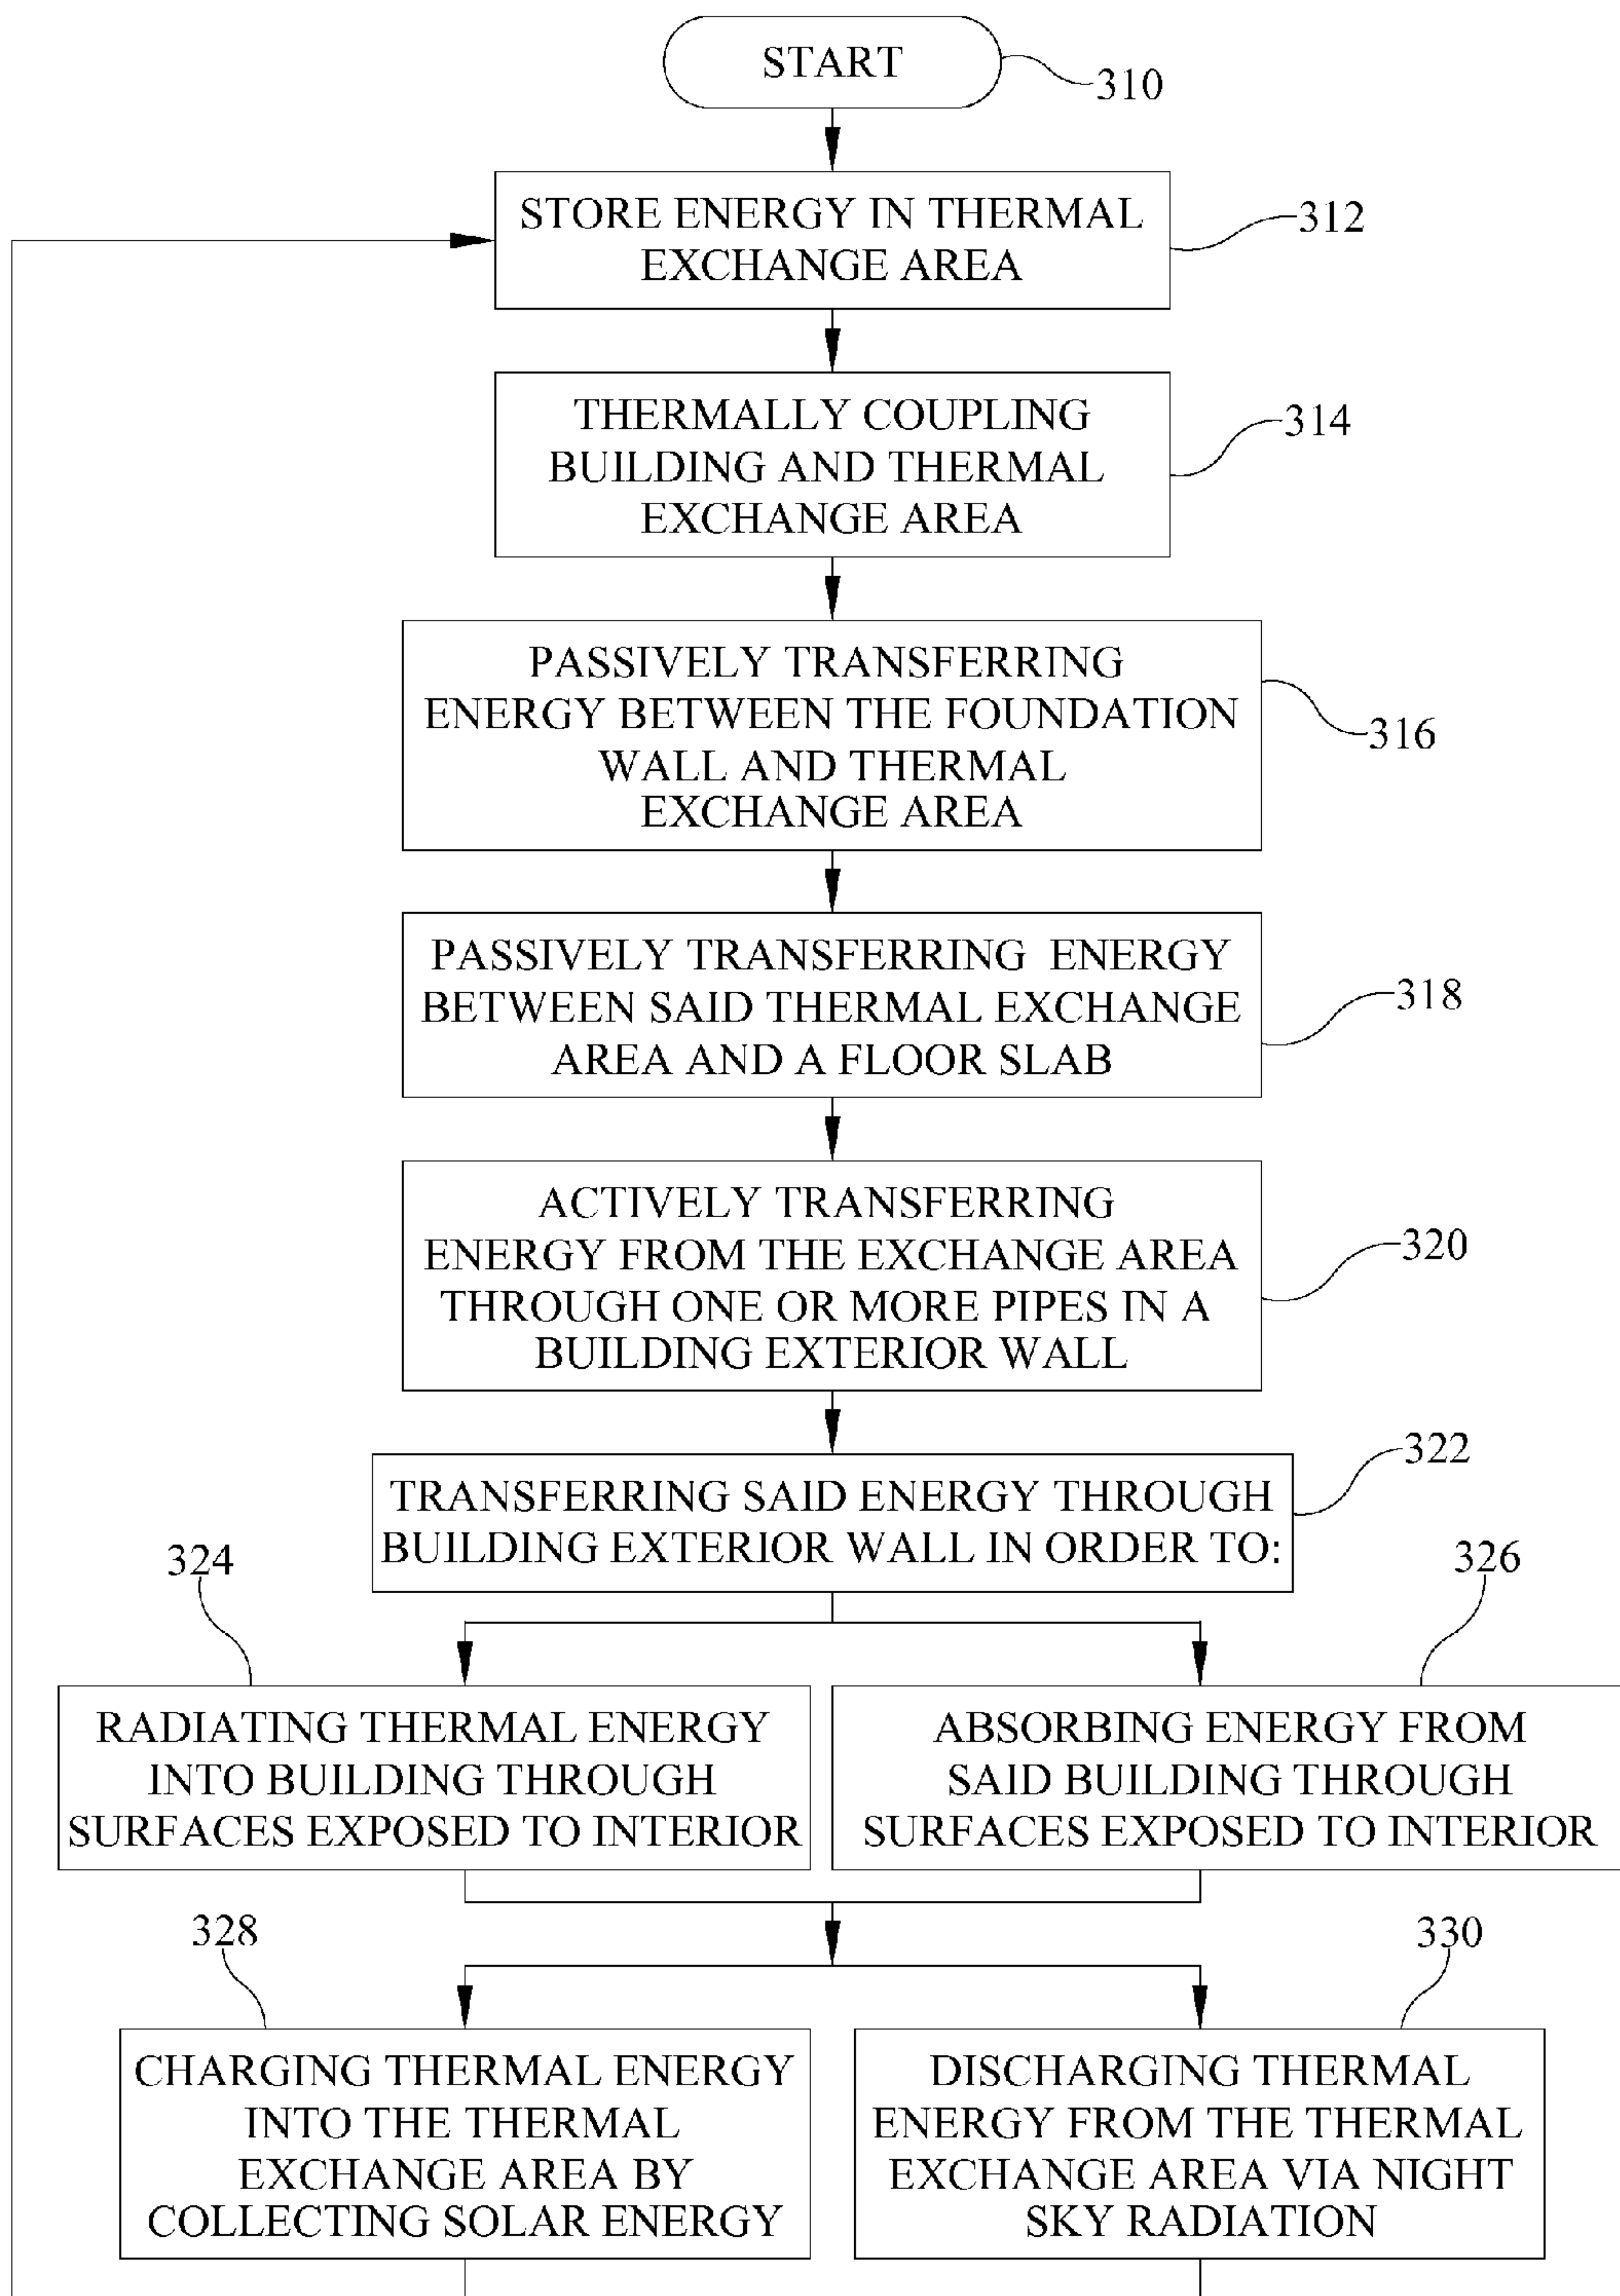 START
310
STORE ENERGY IN THERMAL
EXCHANGE AREA
312
THERMALLY COUPLING
BUILDING AND THERMAL
EXCHANGE AREA
314
PASSIVELY TRANSFERRING
ENERGY BETWEEN THE FOUNDATION
WALL AND THERMAL
EXCHANGE AREA
316
PASSIVELY TRANSFERRING ENERGY
BETWEEN SAID THERMAL EXCHANGE
AREA AND A FLOOR SLAB
318
ACTIVELY TRANSFERRING
ENERGY FROM THE EXCHANGE AREA
THROUGH ONE OR MORE PIPES IN A
BUILDING EXTERIOR WALL
320
TRANSFERRING SAID ENERGY THROUGH
BUILDING EXTERIOR WALL IN ORDER TO:
322
324
RADIATING THERMAL ENERGY
INTO BUILDING THROUGH
SURFACES EXPOSED TO INTERIOR
326
ABSORBING ENERGY FROM
SAID BUILDING THROUGH
SURFACES EXPOSED TO INTERIOR
328
CHARGING THERMAL ENERGY
INTO THE THERMAL
EXCHANGE AREA BY
COLLECTING SOLAR ENERGY
330
DISCHARGING THERMAL
ENERGY FROM THE THERMAL
EXCHANGE AREA VIA NIGHT
SKY RADIATION